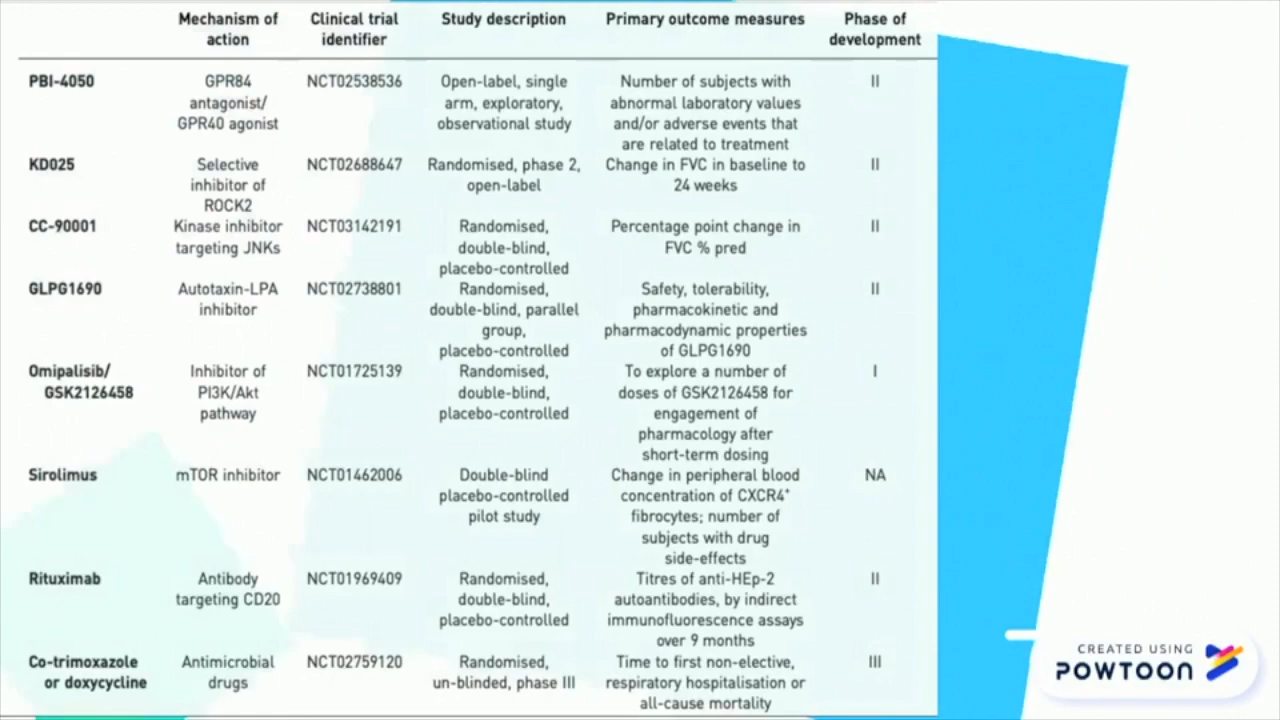 Mechanism of action Clinical trial identifier Study description Primary outcome measures Phase of development
PBI-4050 GPR84 antagonist/ GPR40 agonist NCT02538536 Open-label, single arm, exploratory, observational study Number of subjects with abnormal laboratory values and/or adverse events that are related to treatment II
KD025 Selective inhibitor of ROCK2 NCT02688647 Randomised, phase 2, open-label Change in FVC in baseline to 24 weeks II
CC-90001 Kinase inhibitor targeting JNKs NCT03142191 Randomised, double-blind, placebo-controlled Percentage point change in FVC % pred II
GLPG1690 Autotaxin-LPA inhibitor NCT02738801 Randomised, double-blind, parallel group, placebo-controlled Safety, tolerability, pharmacokinetic and pharmacodynamic properties of GLPG1690 II
Omipalisib/ GSK2126458 Inhibitor of PI3K/Akt pathway NCT01725139 Randomised, double-blind, placebo-controlled To explore a number of doses of GSK2126458 for engagement of pharmacology after short-term dosing I
Sirolimus mTOR inhibitor NCT01462006 Double-blind placebo-controlled pilot study Change in peripheral blood concentration of CXCR4+ fibrocytes; number of subjects with drug side-effects NA
Rituximab Antibody targeting CD20 NCT01969409 Randomised, double-blind, placebo-controlled Titres of anti-HEp-2 autoantibodies, by indirect immunofluorescence assays over 9 months II
Co-trimoxazole or doxycycline Antimicrobial drugs NCT02759120 Randomised, un-blinded, phase III Time to first non-elective, respiratory hospitalisation or all-cause mortality III
CREATED USING
POWTOON